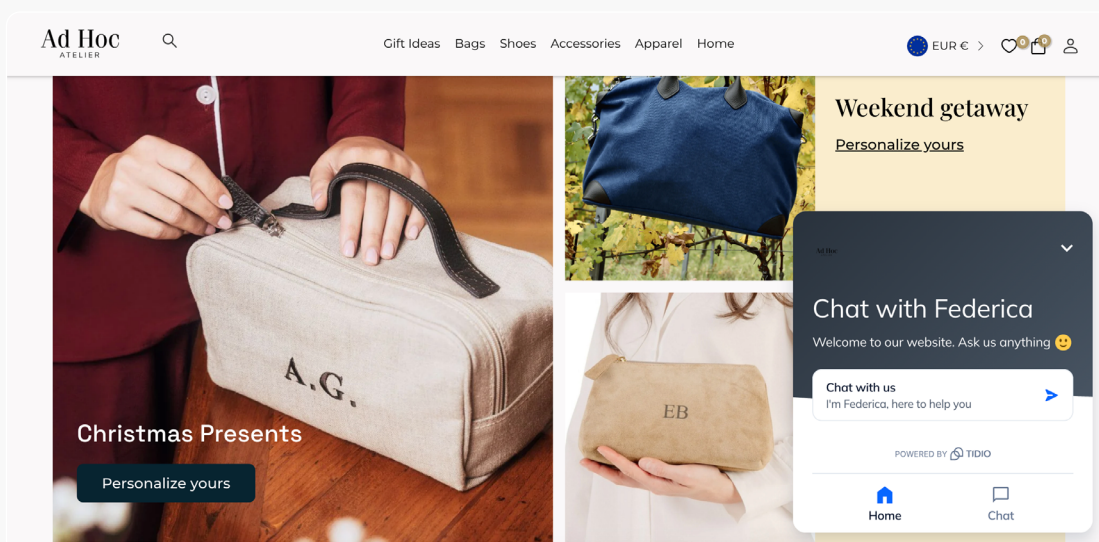 Ad Hoc
ATELIER
Gift Ideas Bags Shoes Accessories Apparel Home
EUR €
0
0
Weekend getaway
Personalize yours
A.G.
Christmas Presents
Personalize yours
EB
Ad Hoc
Chat with Federica
Welcome to our website. Ask us anything 🙂
Chat with us
I'm Federica, here to help you
POWERED BY TIDIO
Home
Chat